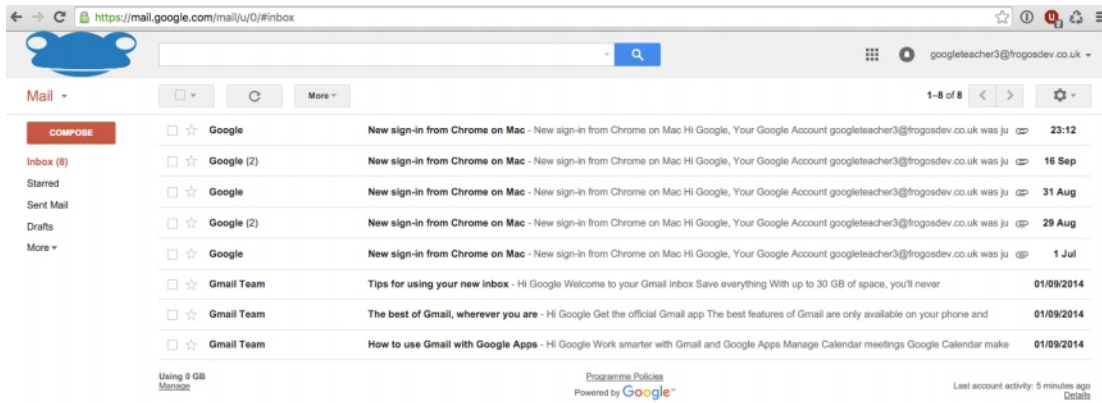 https://mail.google.com/mail/u/0/#inbox
googleteacher3@frogosdev.co.uk
Mail More 1–8 of 8
COMPOSE
Inbox (8)
Starred
Sent Mail
Drafts
More
Google New sign-in from Chrome on Mac - New sign-in from Chrome on Mac Hi Google, Your Google Account googleteacher3@frogosdev.co.uk was ju 23:12
Google (2) New sign-in from Chrome on Mac - New sign-in from Chrome on Mac Hi Google, Your Google Account googleteacher3@frogosdev.co.uk was ju 16 Sep
Google New sign-in from Chrome on Mac - New sign-in from Chrome on Mac Hi Google, Your Google Account googleteacher3@frogosdev.co.uk was ju 31 Aug
Google (2) New sign-in from Chrome on Mac - New sign-in from Chrome on Mac Hi Google, Your Google Account googleteacher3@frogosdev.co.uk was ju 29 Aug
Google New sign-in from Chrome on Mac - New sign-in from Chrome on Mac Hi Google, Your Google Account googleteacher3@frogosdev.co.uk was ju 1 Jul
Gmail Team Tips for using your new inbox - Hi Google Welcome to your Gmail inbox Save everything With up to 30 GB of space, you'll never 01/09/2014
Gmail Team The best of Gmail, wherever you are - Hi Google Get the official Gmail app The best features of Gmail are only available on your phone and 01/09/2014
Gmail Team How to use Gmail with Google Apps - Hi Google Work smarter with Gmail and Google Apps Manage Calendar meetings Google Calendar make 01/09/2014
Using 0 GB
Manage
Programme Policies
Powered by Google™
Last account activity: 5 minutes ago
Details